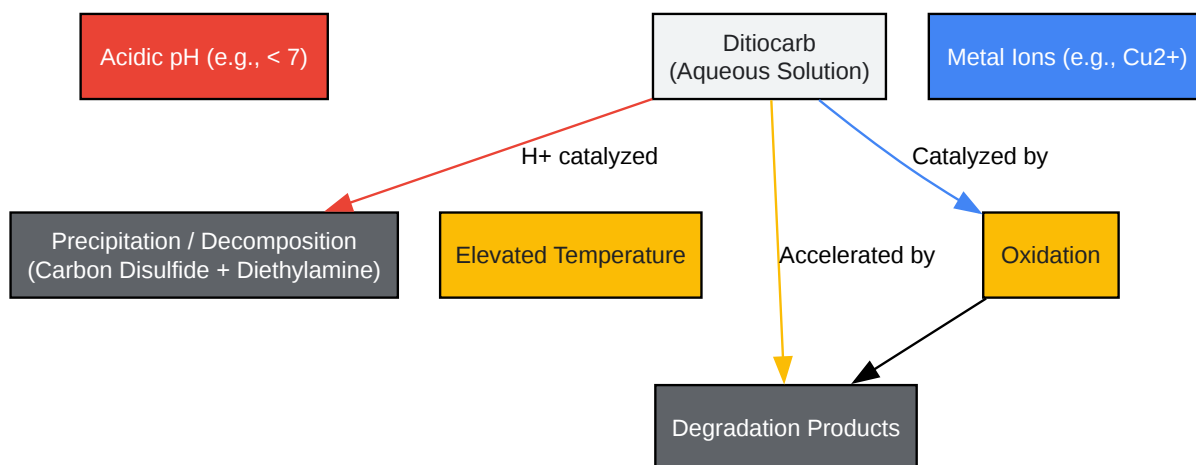 Acidic pH (e.g., < 7)
Ditiocarb
(Aqueous Solution)
Metal Ions (e.g., Cu2+)
H+ catalyzed
Catalyzed by
Precipitation / Decomposition
(Carbon Disulfide + Diethylamine)
Elevated Temperature
Accelerated by
Oxidation
Degradation Products